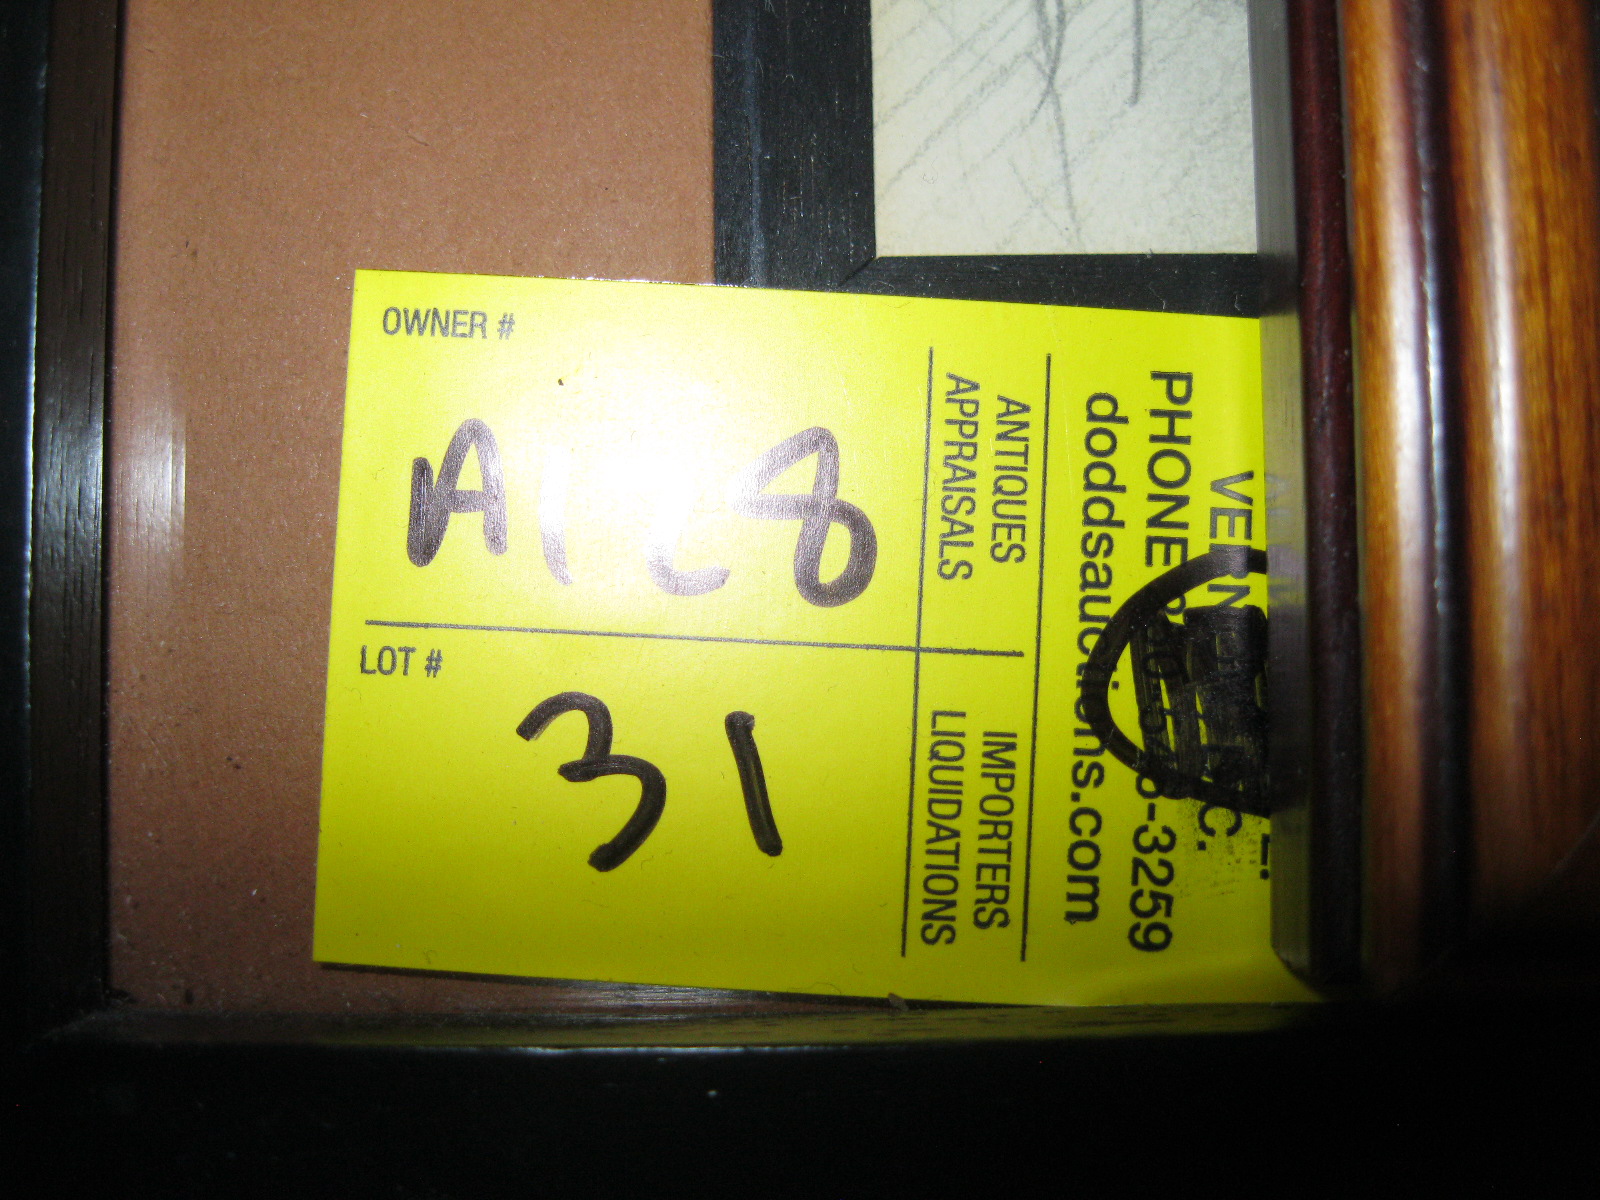 OWNER #
A128
LOT #
31
ANTIQUES
APPRAISALS
IMPORTERS
LIQUIDATIONS
PHONE 3259
doddsauctions.com